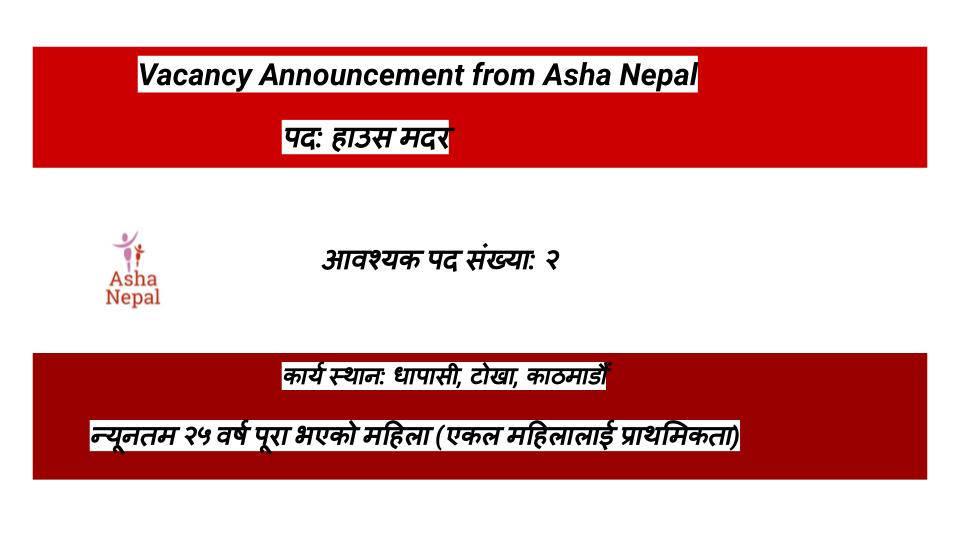 Vacancy Announcement from Asha Nepal
पद: हाउस मदर
आवश्यक पद संख्या: २
Asha
Nepal
कार्य स्थान: धापासी, टोखा, काठमाडौँ
न्यूनतम २५ वर्ष पूरा भएको महिला (एकल महिलालाई प्राथमिकता)